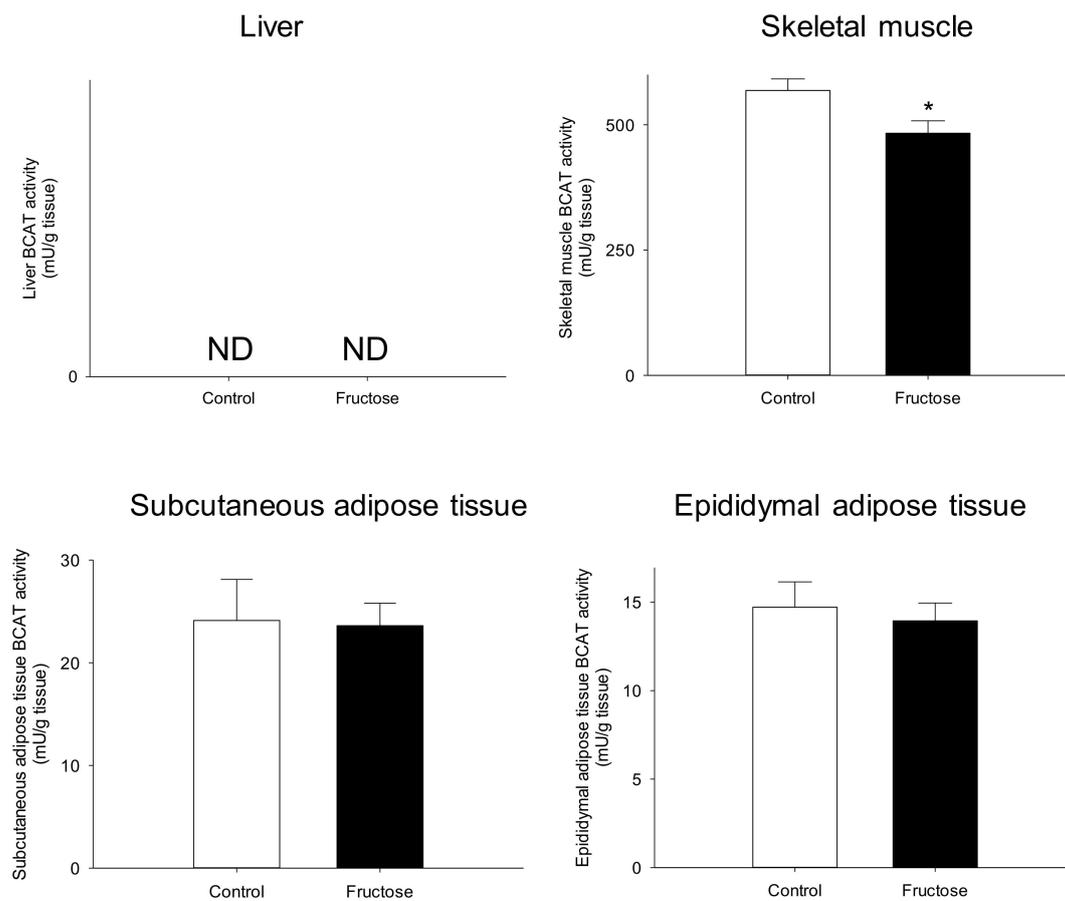 Liver
Liver BCAT activity
(mU/g tissue)
0
ND
ND
Control
Fructose
Skeletal muscle
Skeletal muscle BCAT activity
(mU/g tissue)
500
250
0
*
Control
Fructose
Subcutaneous adipose tissue
Subcutaneous adipose tissue BCAT activity
(mU/g tissue)
30
20
10
0
Control
Fructose
Epididymal adipose tissue
Epididymal adipose tissue BCAT activity
(mU/g tissue)
15
10
5
0
Control
Fructose